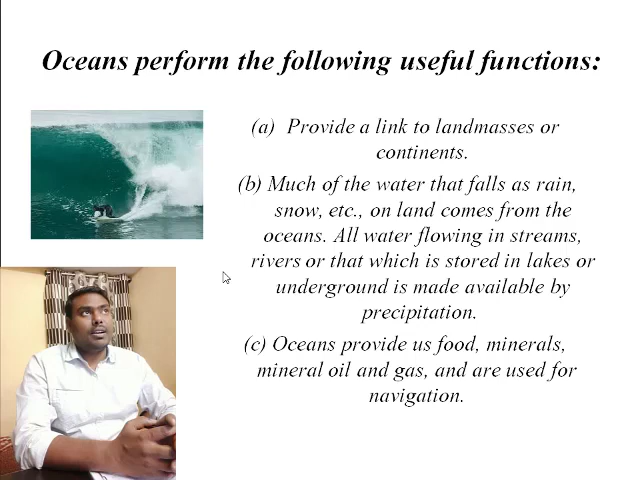 Oceans perform the following useful functions:
(a) Provide a link to landmasses or
continents.
(b) Much of the water that falls as rain,
snow, etc., on land comes from the
oceans. All water flowing in streams,
rivers or that which is stored in lakes or
underground is made available by
precipitation.
(c) Oceans provide us food, minerals,
mineral oil and gas, and are used for
navigation.